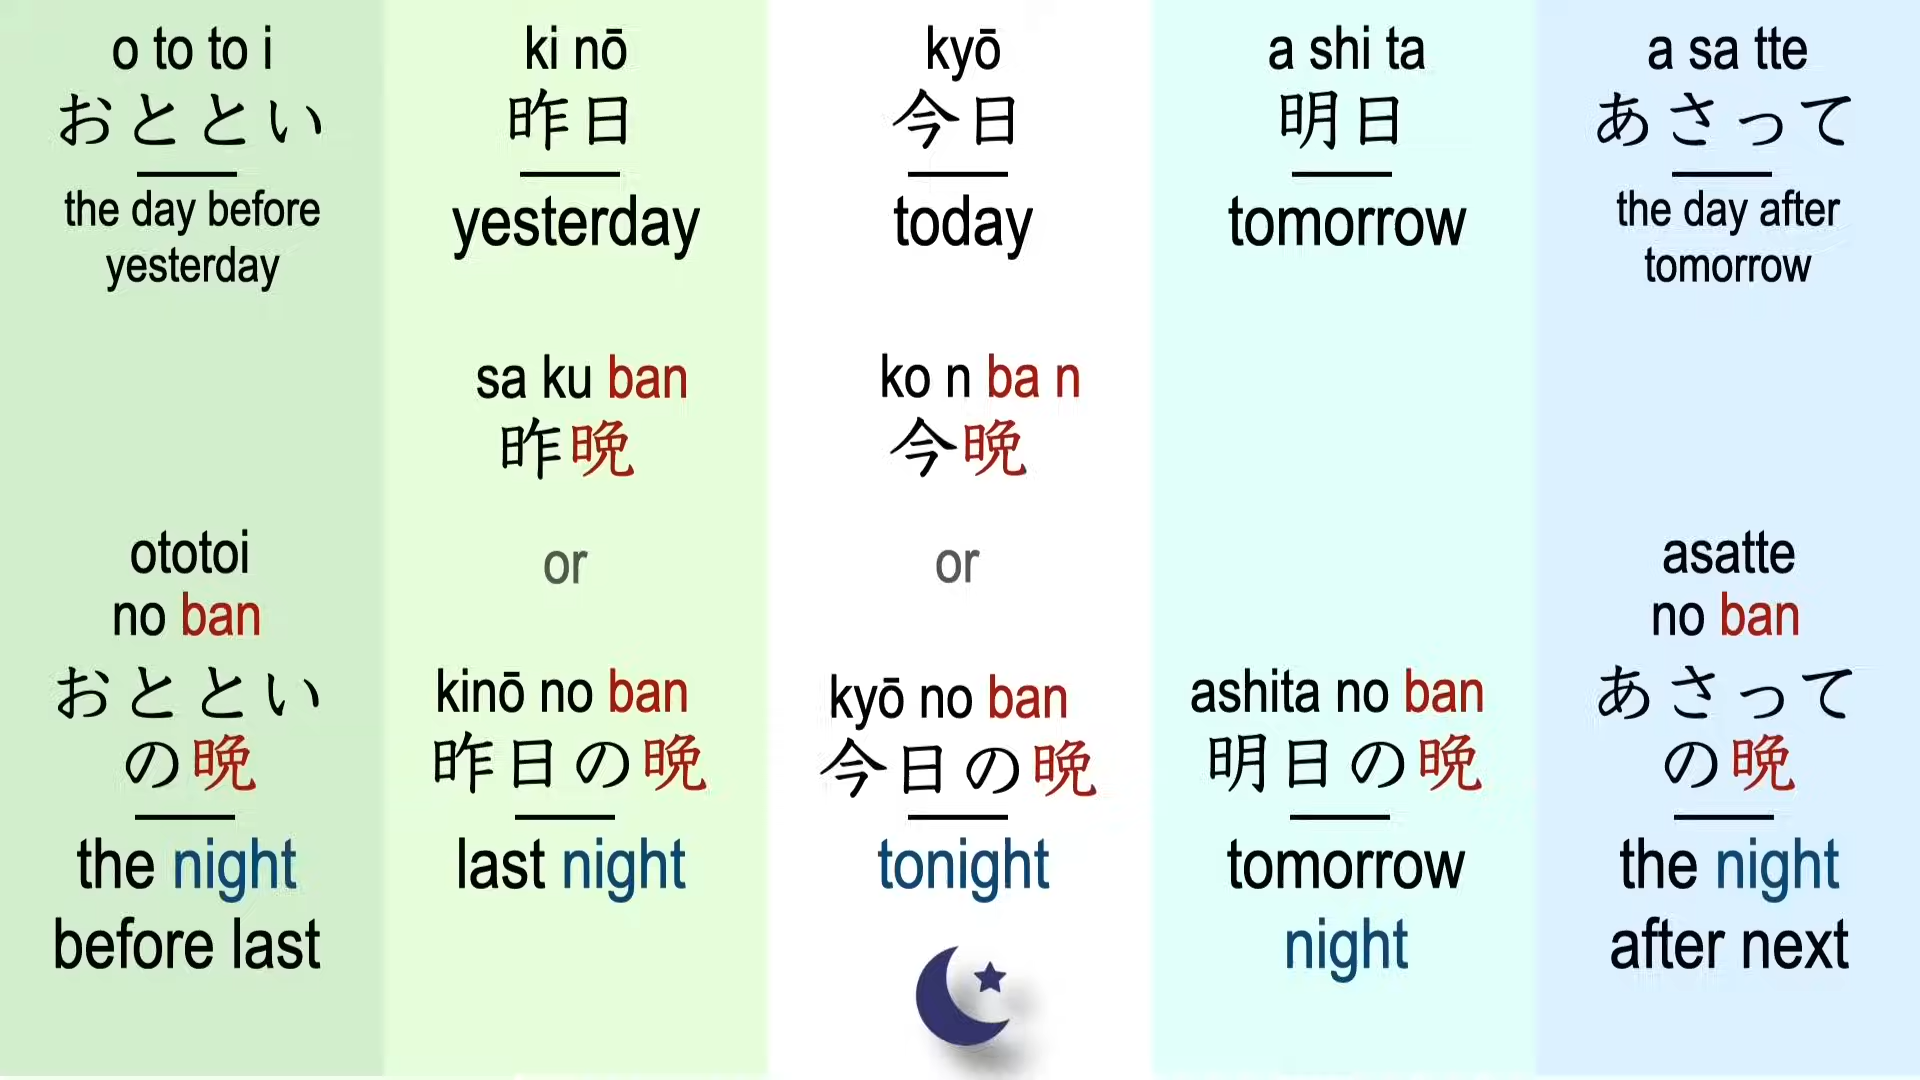 o to to i
おととい
the day before
yesterday
ototoi
no ban
おととい
の晩
the night
before last
ki nō
昨日
yesterday
sa ku ban
昨晩
or
kinō no ban
昨日の晩
last night
kyō
今日
today
ko n ba n
今晩
or
kyō no ban
今日の晩
tonight
a shi ta
明日
tomorrow
ashita no ban
明日の晩
tomorrow
night
a sa tte
あさって
the day after
tomorrow
asatte
no ban
あさって
の晩
the night
after next